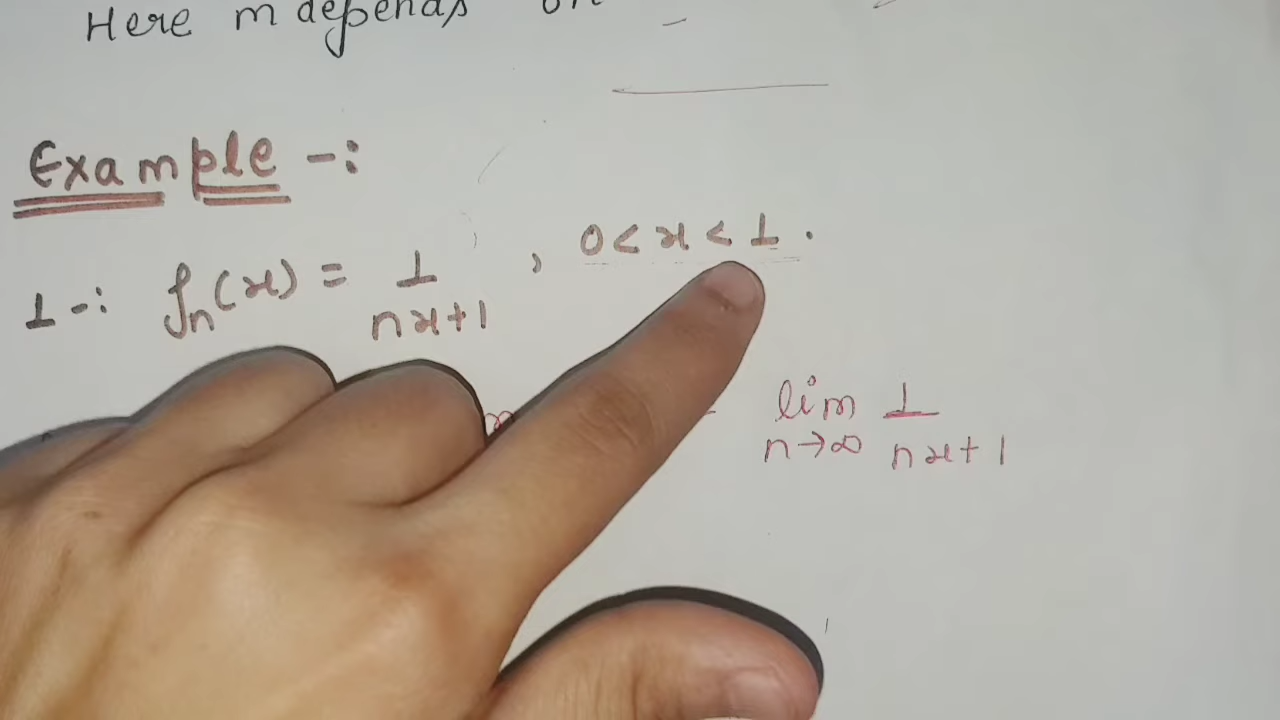 Here m depends on
Example -:
1 -: fn(x) = 1/nx+1 , 0 < x < 1 .
lim n→∞ 1/nx+1